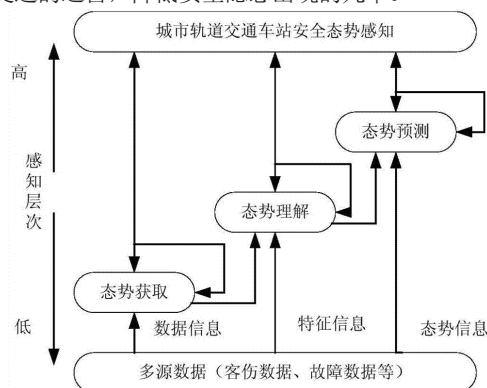 城市轨道交通车站安全态势感知
高
态势预测
感知层次
态势理解
态势获取
低
数据信息
特征信息
态势信息
多源数据（客伤数据、故障数据等）